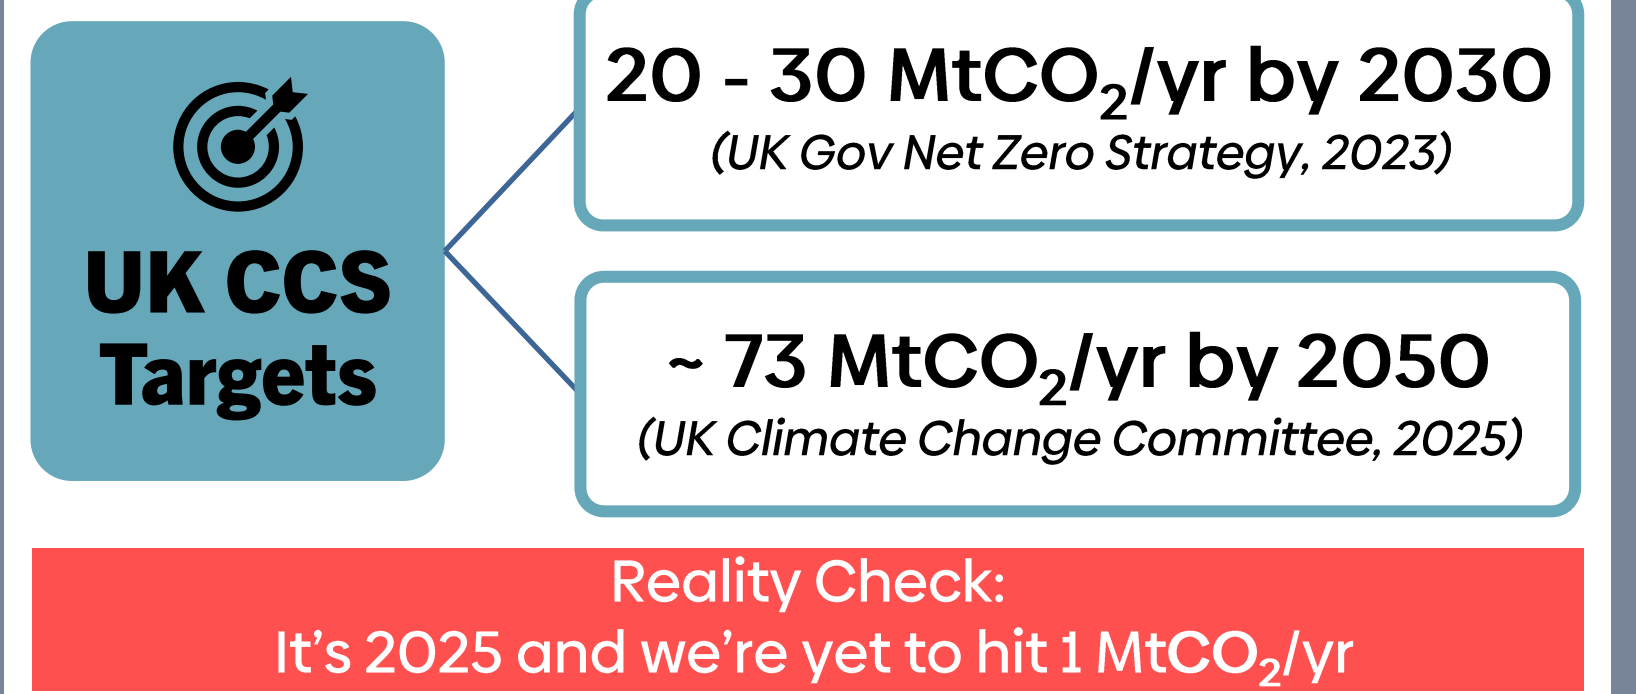 UK CCS
Targets
20 - 30 MtCO₂/yr by 2030
(UK Gov Net Zero Strategy, 2023)
~ 73 MtCO₂/yr by 2050
(UK Climate Change Committee, 2025)
Reality Check:
It’s 2025 and we’re yet to hit 1 MtCO₂/yr